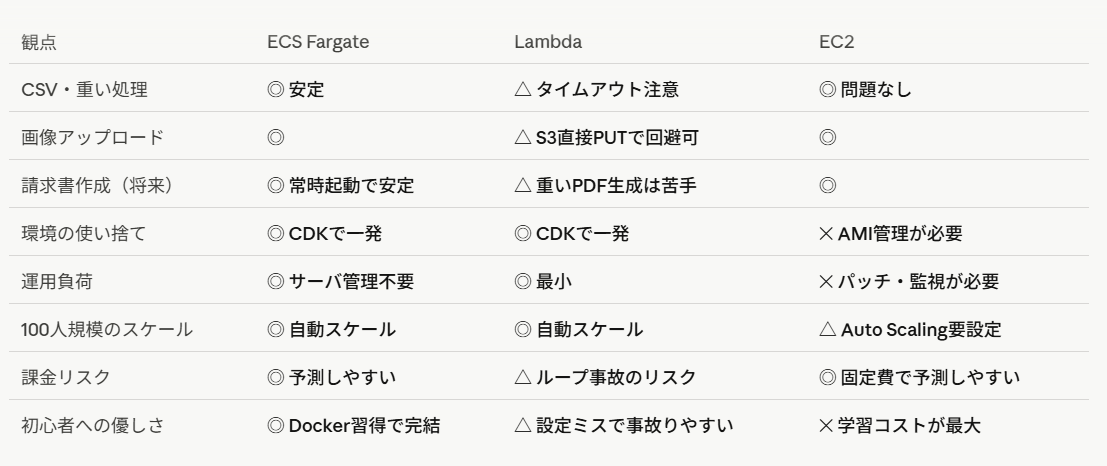 観点 ECS Fargate Lambda EC2
CSV・重い処理 ◎ 安定 △ タイムアウト注意 ◎ 問題なし
画像アップロード ◎ △ S3直接PUTで回避可 ◎
請求書作成（将来） ◎ 常時起動で安定 △ 重いPDF生成は苦手 ◎
環境の使い捨て ◎ CDKで一発 ◎ CDKで一発 × AMI管理が必要
運用負荷 ◎ サーバ管理不要 ◎ 最小 × パッチ・監視が必要
100人規模のスケール ◎ 自動スケール ◎ 自動スケール △ Auto Scaling要設定
課金リスク ◎ 予測しやすい △ ループ事故のリスク ◎ 固定費で予測しやすい
初心者への優しさ ◎ Docker習得で完結 △ 設定ミスで事故りやすい × 学習コストが最大